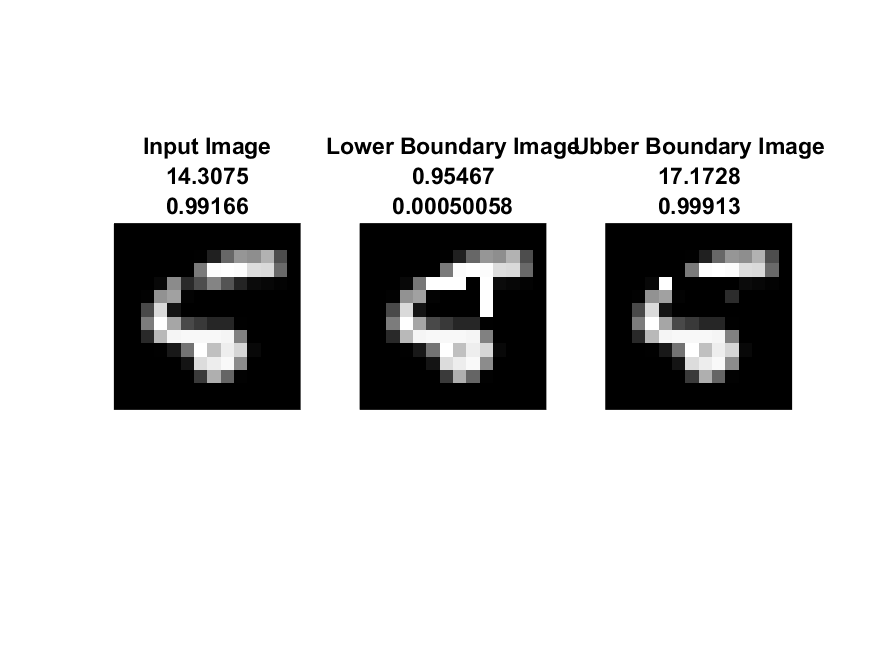 Input Image
14.3075
0.99166
Lower Boundary Image
0.95467
0.00050058
Ubber Boundary Image
17.1728
0.99913